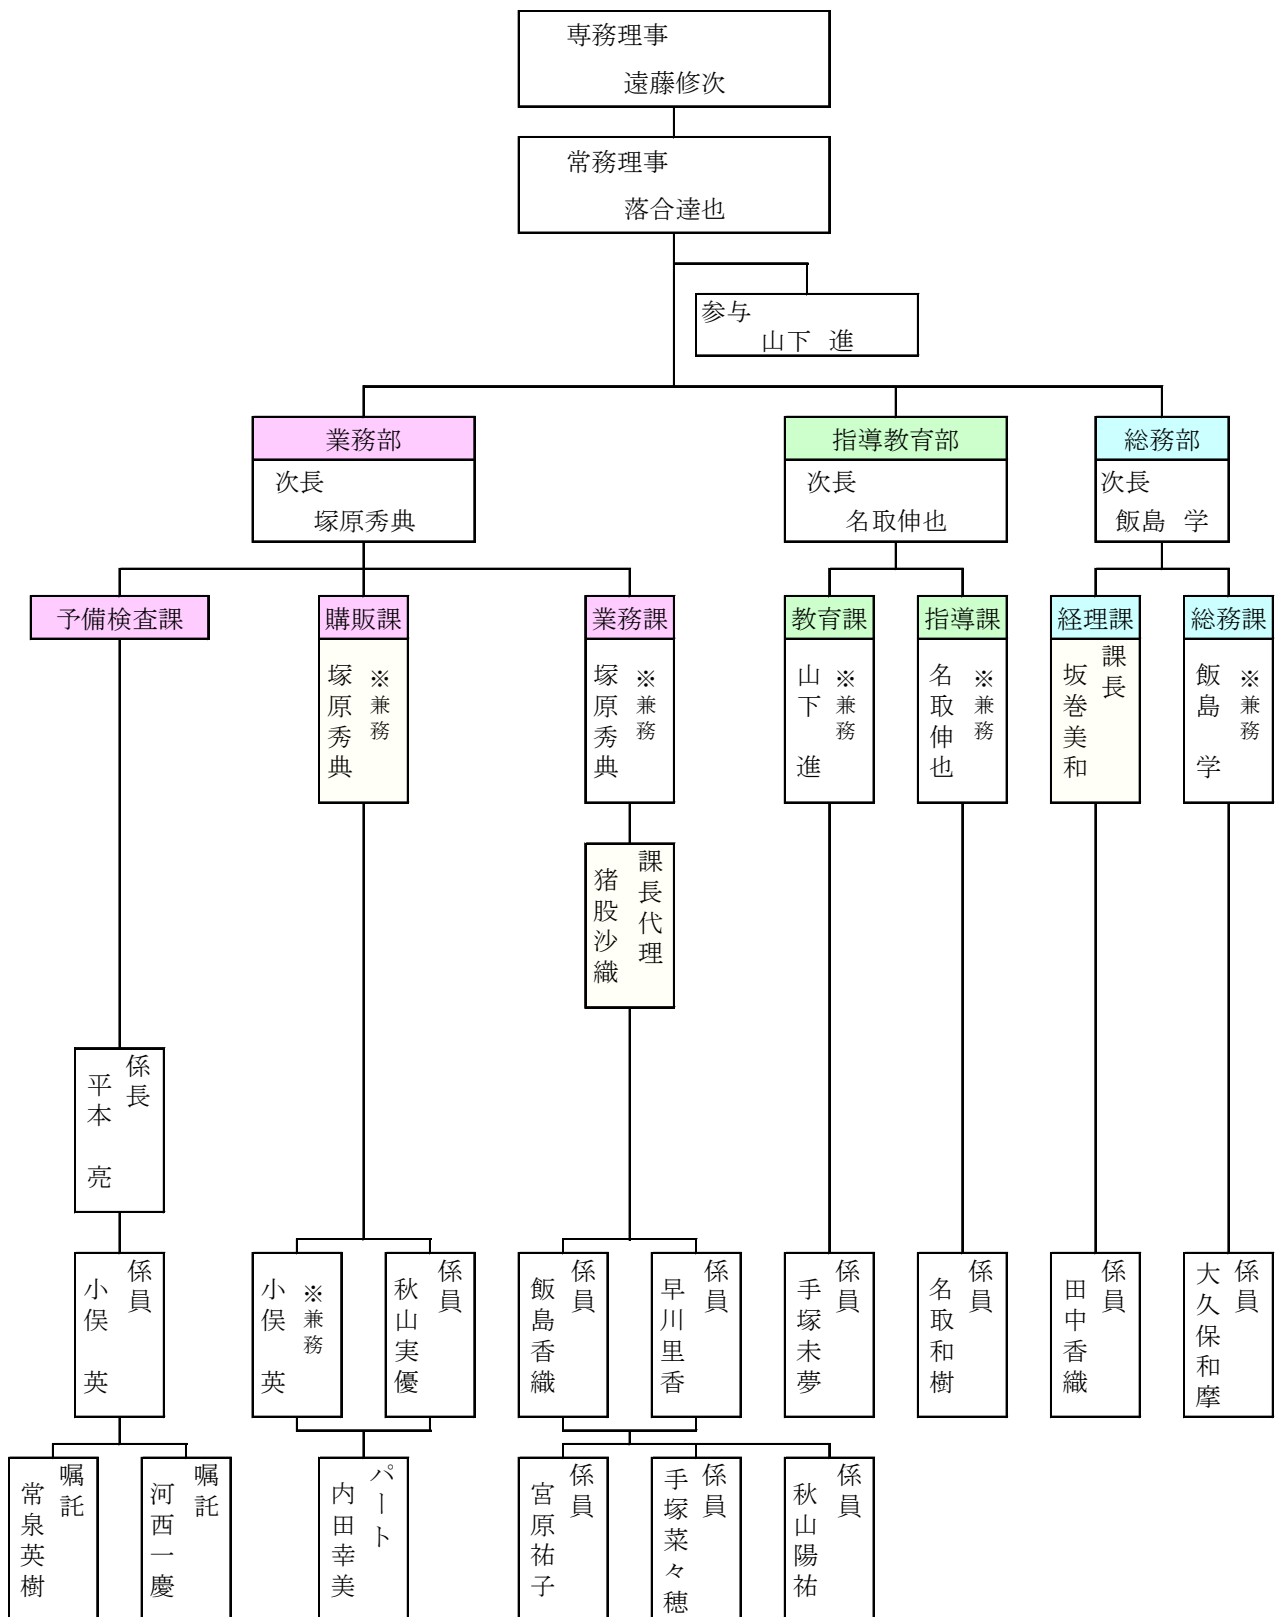 専務理事
遠藤修次
常務理事
落合達也
参与
山下 進
業務部
次長
塚原秀典
指導教育部
次長
名取伸也
総務部
次長
飯島 学
予備検査課
購販課
※兼務
塚原秀典
業務課
※兼務
塚原秀典
教育課
※兼務
山下 進
指導課
※兼務
名取伸也
経理課
課長
坂巻美和
総務課
※兼務
飯島 学
課長代理
猪股沙織
係長
平本 亮
係員
小俣 英
※兼務
小俣 英
係員
秋山実優
係員
飯島香織
係員
早川里香
係員
手塚未夢
係員
名取和樹
係員
田中香織
係員
大久保和摩
嘱託
常泉英樹
嘱託
河西一慶
パート
内田幸美
係員
宮原祐子
係員
手塚菜々穂
係員
秋山陽祐